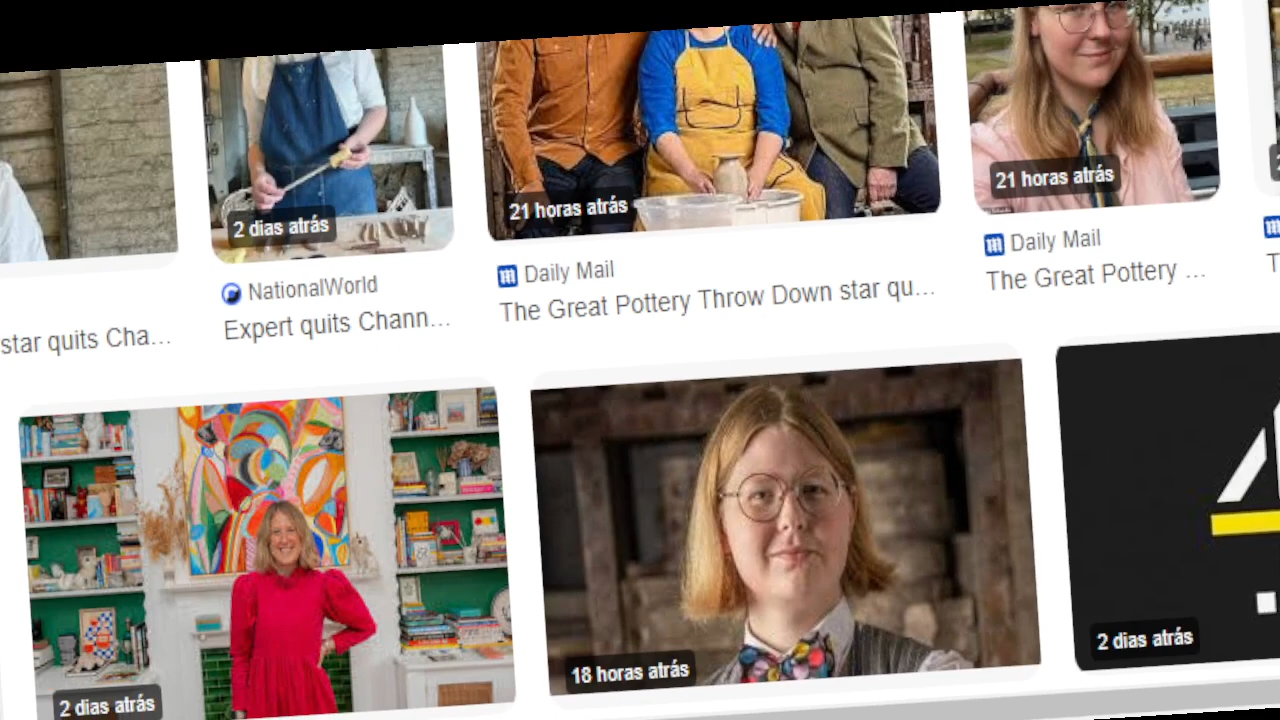 2 dias atrás
21 horas atrás
21 horas atrás
NationalWorld
Daily Mail
Daily Mail
star quits Cha...
Expert quits Chann...
The Great Pottery Throw Down star qu...
The Great Pottery ...
T
2 dias atrás
18 horas atrás
2 dias atrás